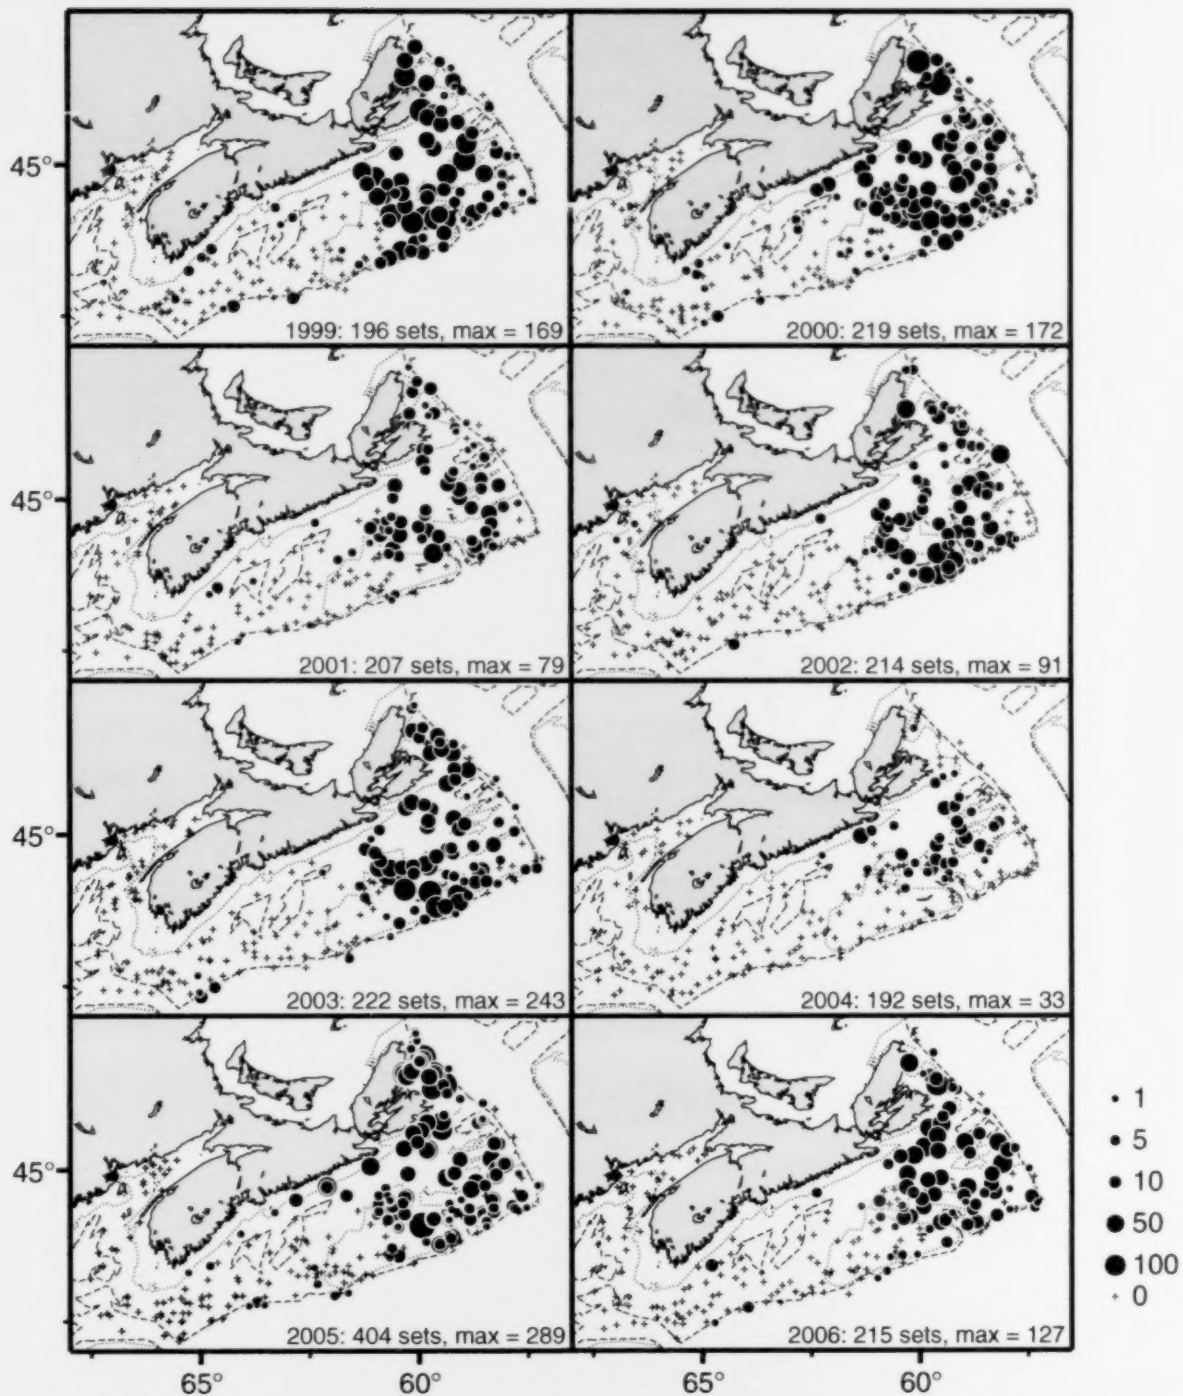 45°
1999: 196 sets, max = 169
2000: 219 sets, max = 172
45°
2001: 207 sets, max = 79
2002: 214 sets, max = 91
45°
2003: 222 sets, max = 243
2004: 192 sets, max = 33
45°
2005: 404 sets, max = 289
2006: 215 sets, max = 127
1
5
10
50
100
0
65°
60°
65°
60°